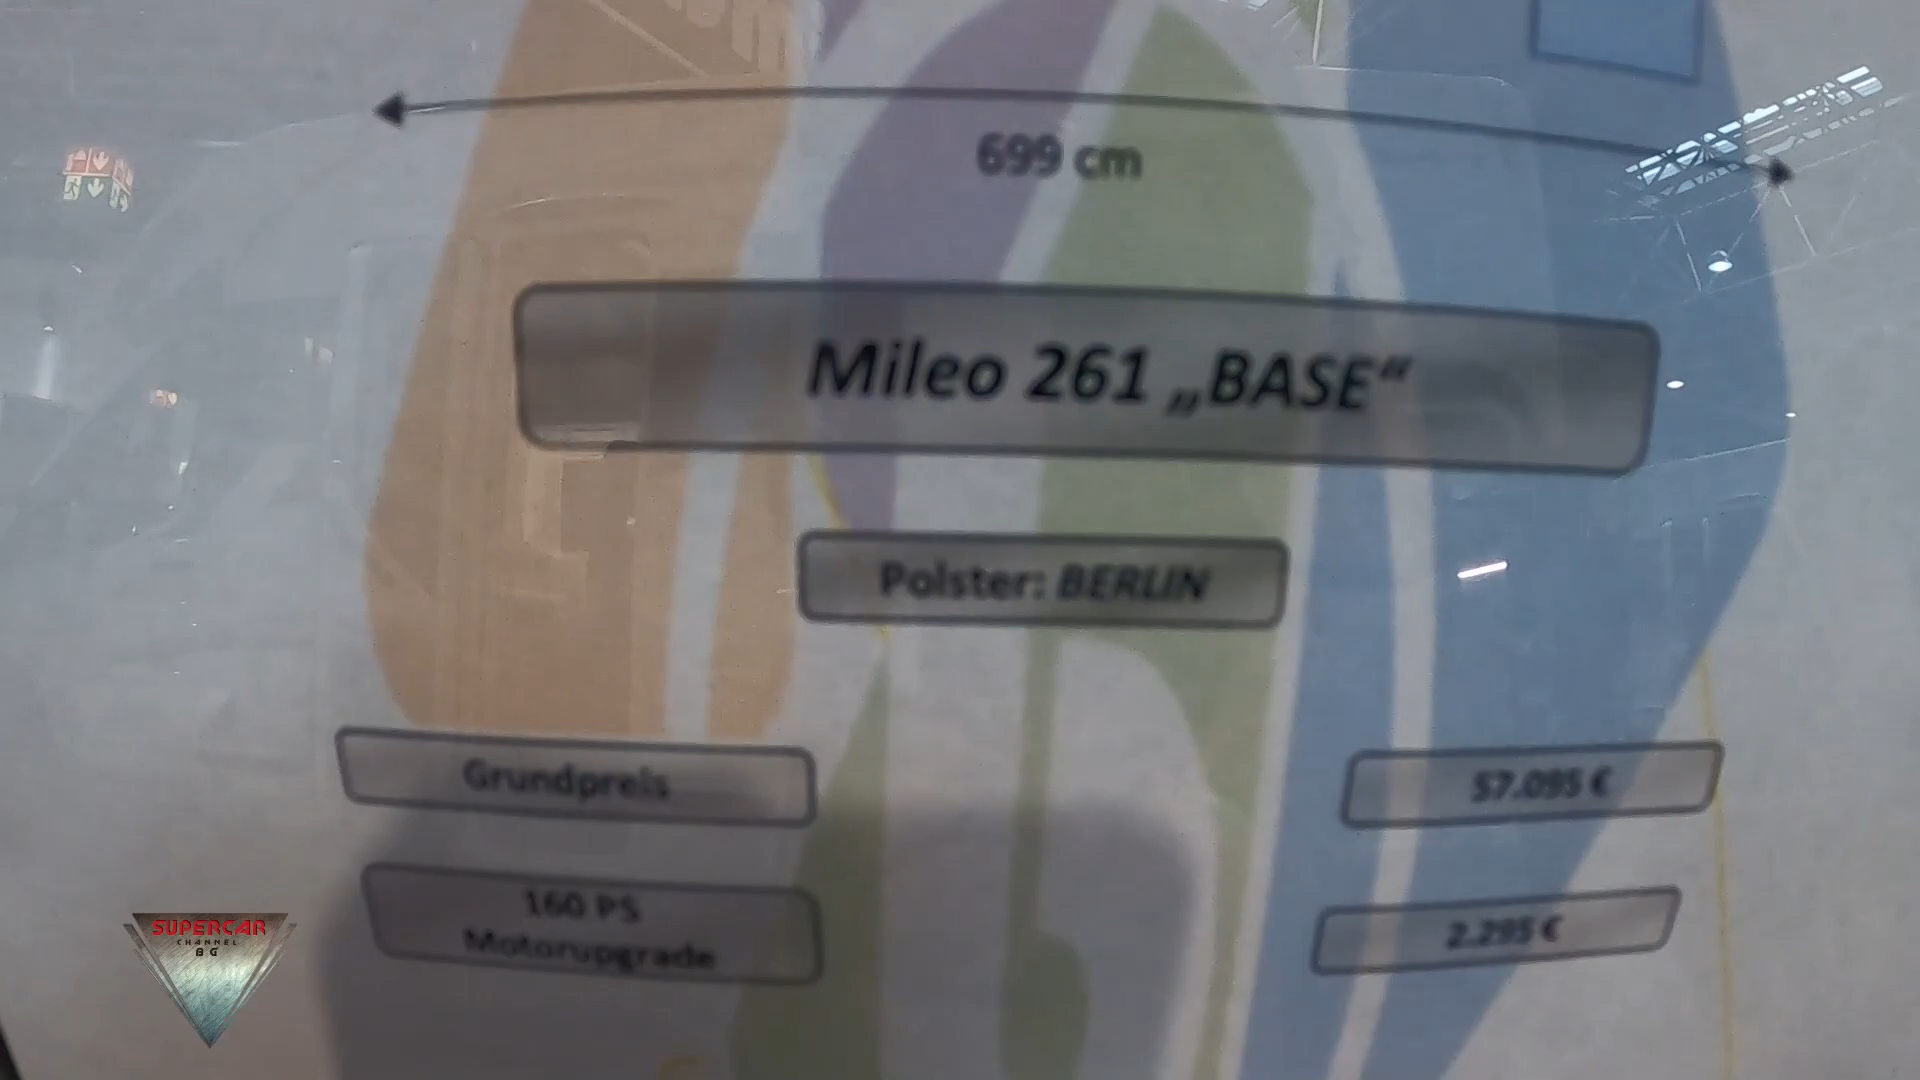 699 cm
Mileo 261 „BASE“
Polster: BERLIN
Grundpreis
57.095 €
160 PS
Motorupgrade
2.295 €
SUPERCAR
CHANNEL
BG